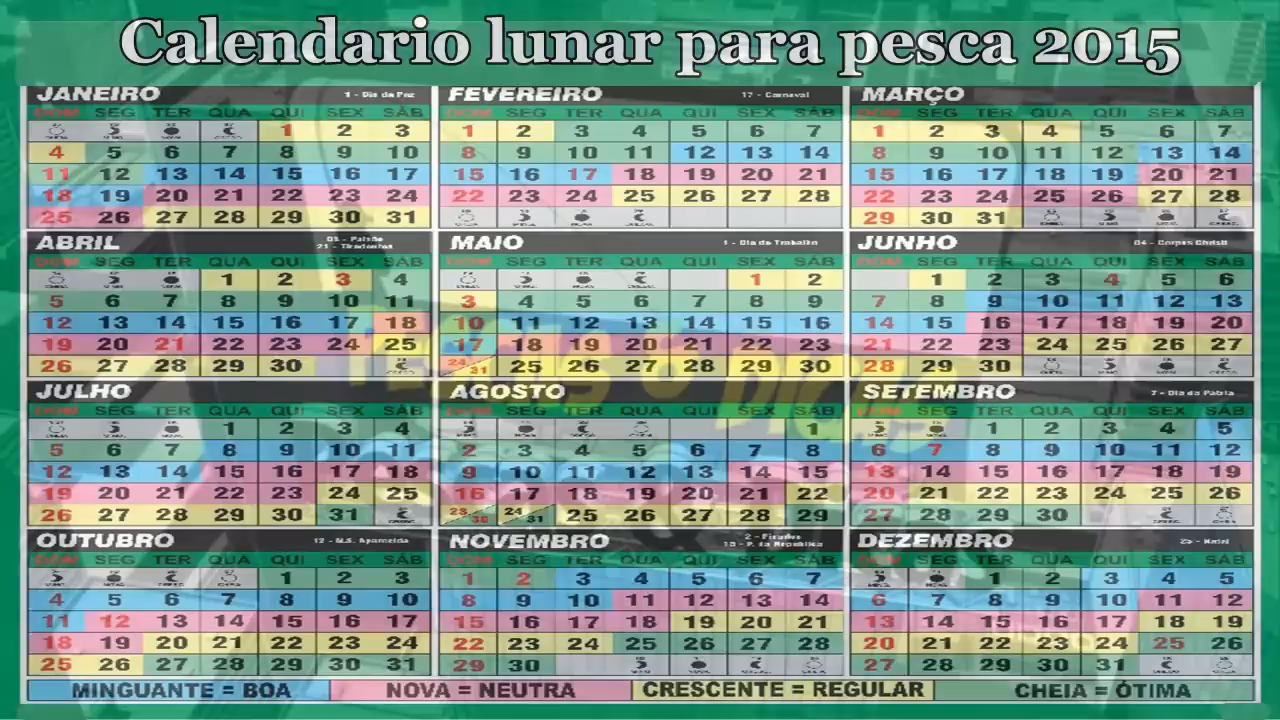 Calendario lunar para pesca 2015
JANEIRO 1 - Dia da Paz
DOM SEG TER QUA QUI SEX SÁB
1 2 3
4 5 6 7 8 9 10
11 12 13 14 15 16 17
18 19 20 21 22 23 24
25 26 27 28 29 30 31
FEVEREIRO 17 - Carnaval
DOM SEG TER QUA QUI SEX SÁB
1 2 3 4 5 6 7
8 9 10 11 12 13 14
15 16 17 18 19 20 21
22 23 24 25 26 27 28
MARÇO
DOM SEG TER QUA QUI SEX SÁB
1 2 3 4 5 6 7
8 9 10 11 12 13 14
15 16 17 18 19 20 21
22 23 24 25 26 27 28
29 30 31
ABRIL 03 - Paixão
21 - Tiradentes
DOM SEG TER QUA QUI SEX SÁB
1 2 3 4
5 6 7 8 9 10 11
12 13 14 15 16 17 18
19 20 21 22 23 24 25
26 27 28 29 30
MAIO 1 - Dia do Trabalho
DOM SEG TER QUA QUI SEX SÁB
1 2
3 4 5 6 7 8 9
10 11 12 13 14 15 16
17 18 19 20 21 22 23
24/31 25 26 27 28 29 30
JUNHO 04 - Corpus Christi
DOM SEG TER QUA QUI SEX SÁB
1 2 3 4 5 6
7 8 9 10 11 12 13
14 15 16 17 18 19 20
21 22 23 24 25 26 27
28 29 30
JULHO
DOM SEG TER QUA QUI SEX SÁB
1 2 3 4
5 6 7 8 9 10 11
12 13 14 15 16 17 18
19 20 21 22 23 24 25
26 27 28 29 30 31
AGOSTO
DOM SEG TER QUA QUI SEX SÁB
1
2 3 4 5 6 7 8
9 10 11 12 13 14 15
16 17 18 19 20 21 22
23/30 24/31 25 26 27 28 29
SETEMBRO 7 - Dia da Pátria
DOM SEG TER QUA QUI SEX SÁB
1 2 3 4 5
6 7 8 9 10 11 12
13 14 15 16 17 18 19
20 21 22 23 24 25 26
27 28 29 30
OUTUBRO 12 - N.S. Aparecida
DOM SEG TER QUA QUI SEX SÁB
1 2 3
4 5 6 7 8 9 10
11 12 13 14 15 16 17
18 19 20 21 22 23 24
25 26 27 28 29 30 31
NOVEMBRO 2 - Finados
15 - P. da República
DOM SEG TER QUA QUI SEX SÁB
1 2 3 4 5 6 7
8 9 10 11 12 13 14
15 16 17 18 19 20 21
22 23 24 25 26 27 28
29 30
DEZEMBRO 25 - Natal
DOM SEG TER QUA QUI SEX SÁB
1 2 3 4 5
6 7 8 9 10 11 12
13 14 15 16 17 18 19
20 21 22 23 24 25 26
27 28 29 30 31
MINGUANTE = BOA NOVA = NEUTRA CRESCENTE = REGULAR CHEIA = ÓTIMA